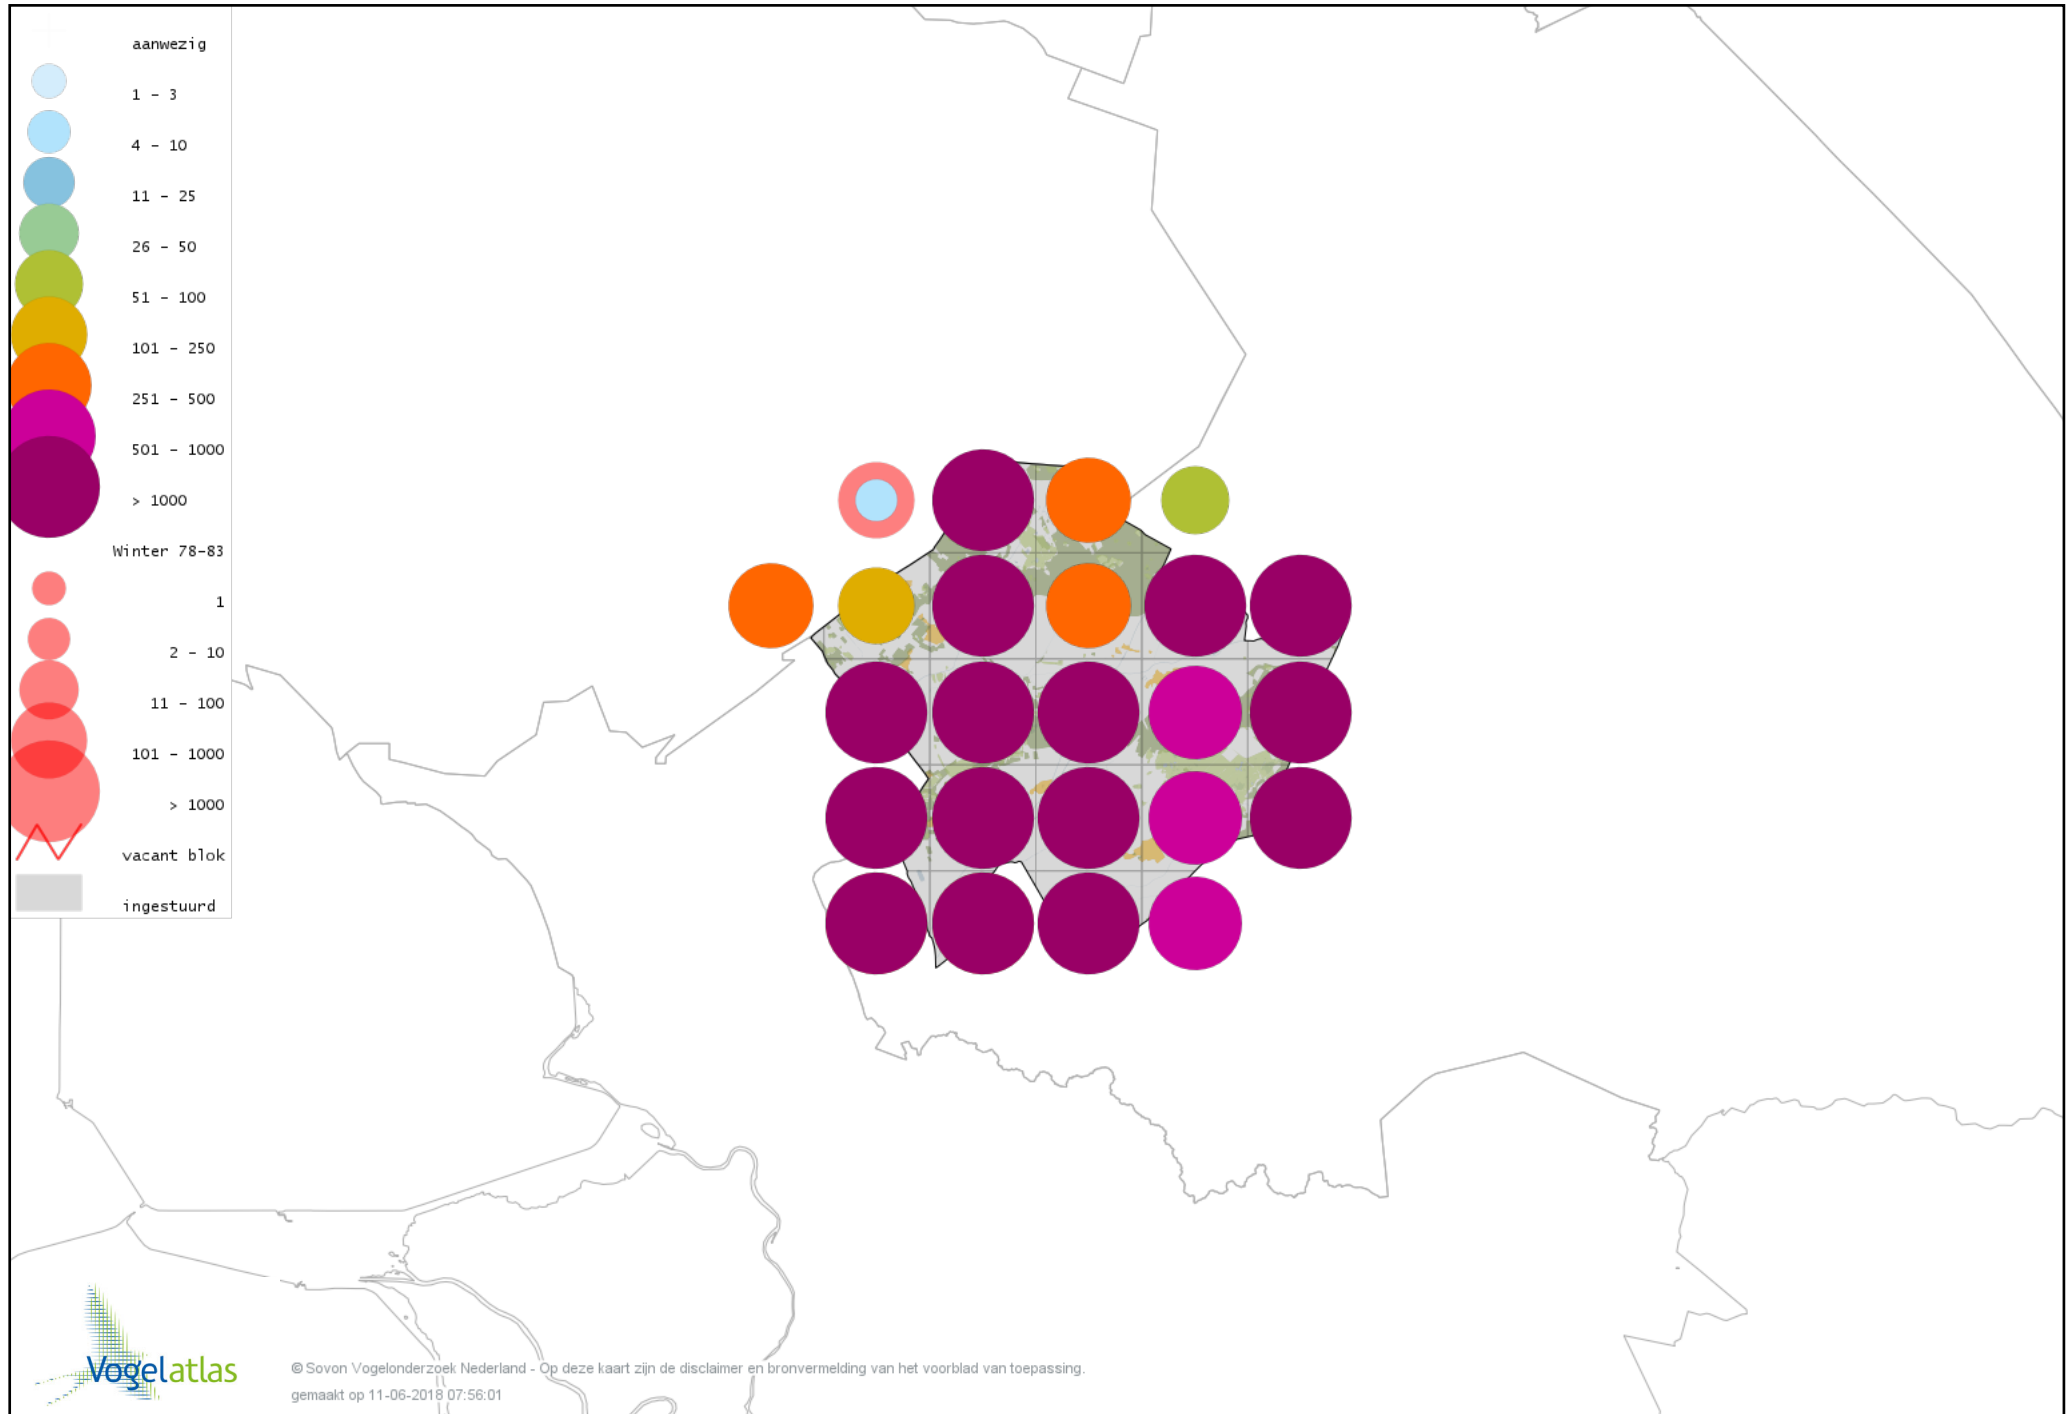 aanwezig
1 - 3
4 - 10
11 - 25
26 - 50
51 - 100
101 - 250
251 - 500
501 - 1000
> 1000
Winter 78-83
1
2 - 10
11 - 100
101 - 1000
> 1000
vacant blok
ingestuurd
Vogelatlas
© Sovon Vogelonderzoek Nederland - Op deze kaart zijn de disclaimer en bronvermelding van het voorblad van toepassing.
gemaakt op 11-06-2018 07:56:01